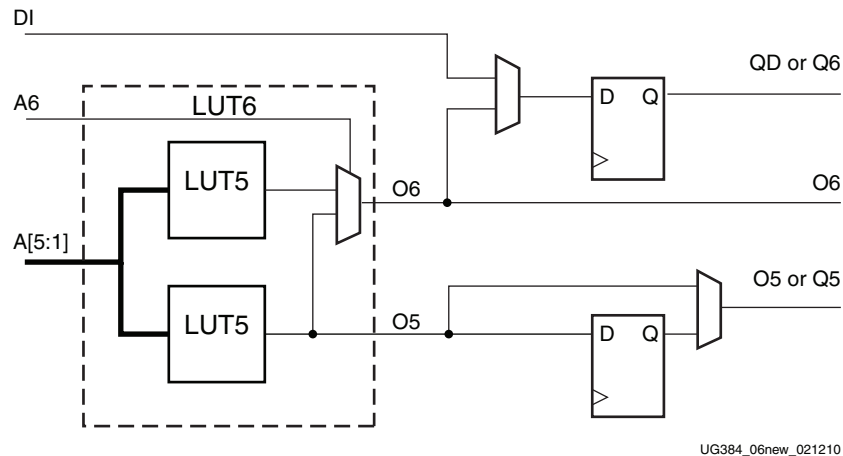 DI
QD or Q6
D Q
A6
LUT6
LUT5
O6
O6
A[5:1]
O5 or Q5
LUT5
O5
D Q
UG384_06new_021210